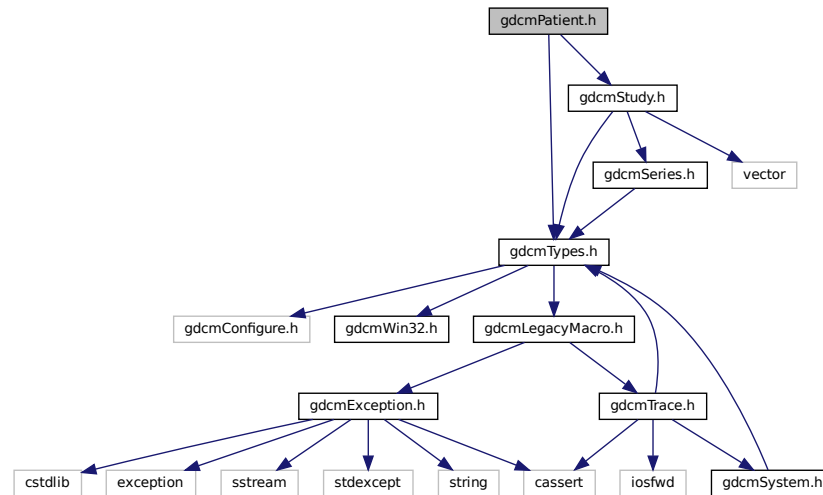 gdcmPatient.h
gdcmStudy.h
gdcmSeries.h
vector
gdcmTypes.h
gdcmConfigure.h
gdcmWin32.h
gdcmLegacyMacro.h
gdcmException.h
gdcmTrace.h
cstdlib
exception
sstream
stdexcept
string
cassert
iosfwd
gdcmSystem.h